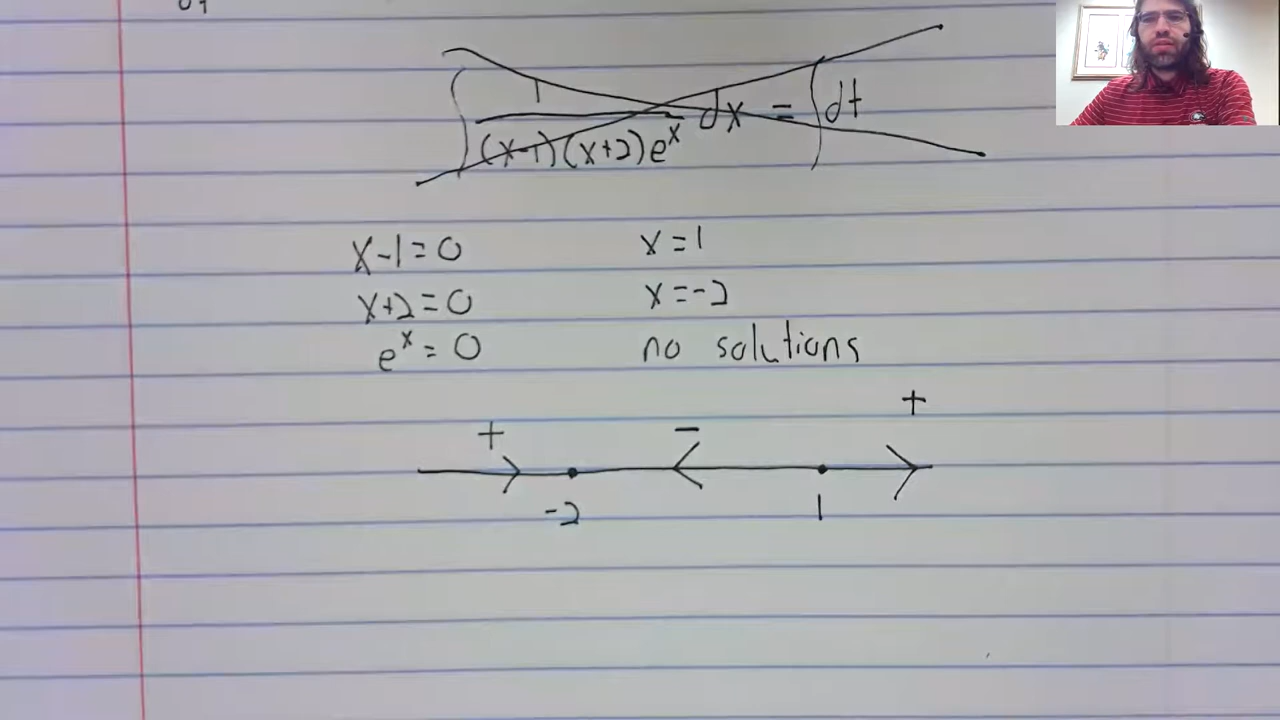 ∫ 1/((x-1)(x+2)e^x) dx = ∫ dt
x-1=0 x=1
x+2=0 x=-2
e^x=0 no solutions
+ - +
-2 1